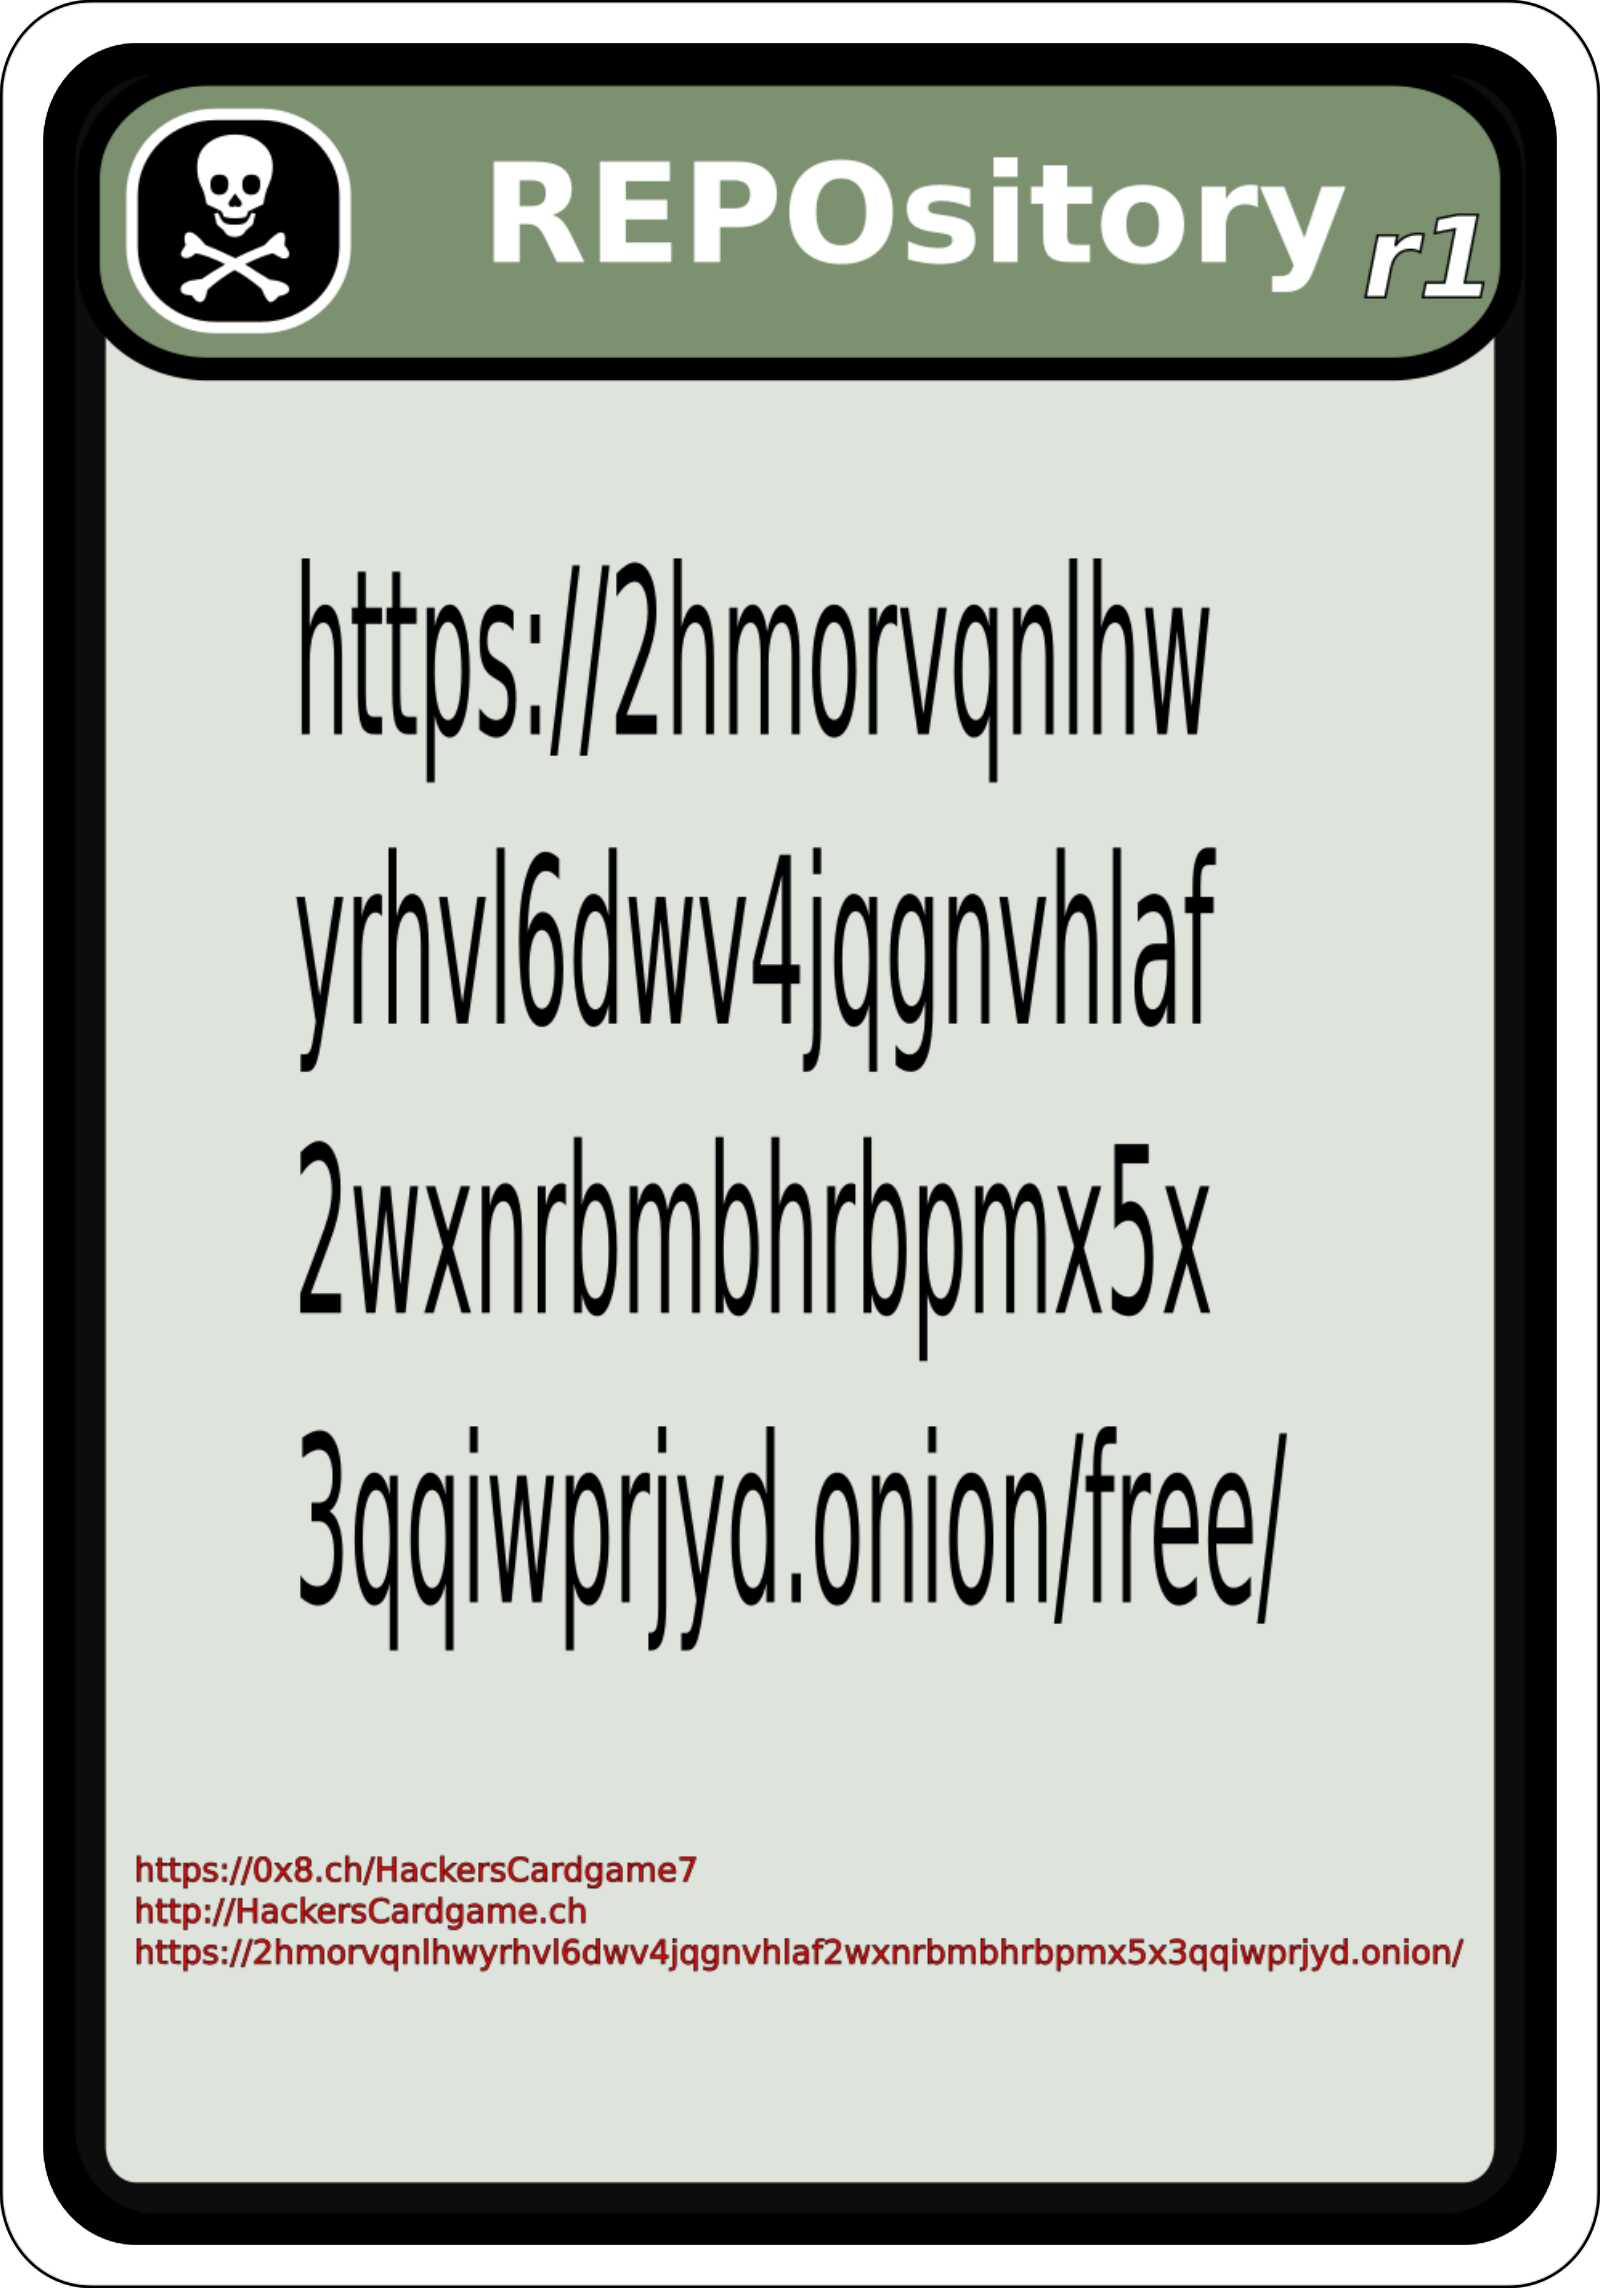 REPOsitory
r1
https://2hmorvqnlhw
yrhvl6dwv4jqgnvhlaf
2wxnrbmbhrbpmx5x
3qqiwprjyd.onion/free/
https://0x8.ch/HackersCardgame7
http://HackersCardgame.ch
https://2hmorvqnlhwyrhvl6dwv4jqgnvhlaf2wxnrbmbhrbpmx5x3qqiwprjyd.onion/